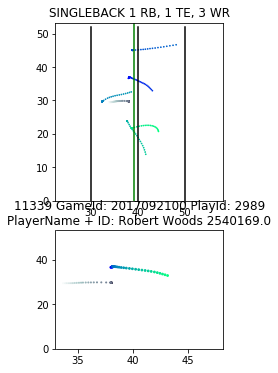 SINGLEBACK 1 RB, 1 TE, 3 WR
50
40
30
20
10
0
30 40 50
11339 GameId: 2017092100 PlayId: 2989
PlayerName + ID: Robert Woods 2540169.0
40
20
0
35 40 45